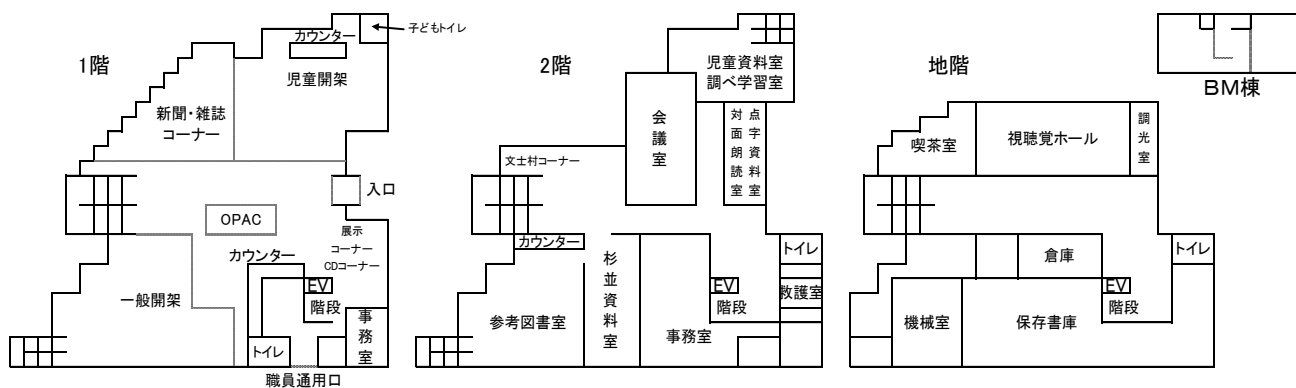 1階
カウンター
子どもトイレ
児童開架
新聞・雑誌
コーナー
入口
OPAC
展示
コーナー
CDコーナー
カウンター
EV
階段
一般開架
事務室
トイレ
職員通用口
2階
児童資料室
調べ学習室
会議室
点字資料室
対面朗読室
文士村コーナー
カウンター
杉並資料室
トイレ
EV
階段
救護室
参考図書室
事務室
地階
喫茶室
視聴覚ホール
調光室
倉庫
トイレ
EV
階段
機械室
保存書庫
BM棟